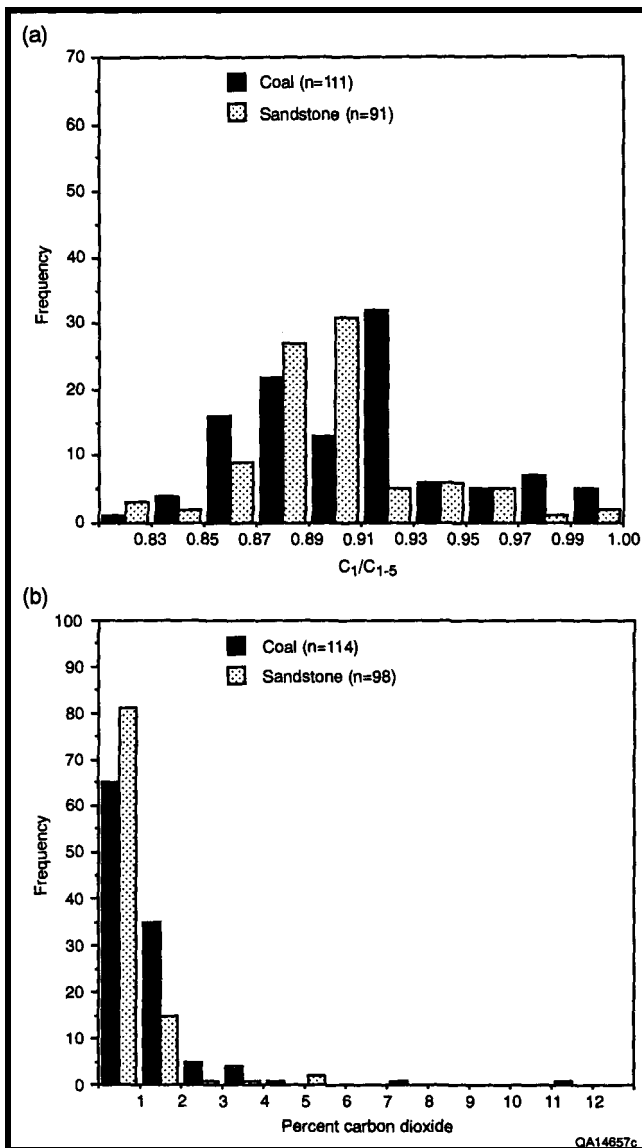 (a)
70
60
50
40
30
20
10
0
Frequency
Coal (n=111)
Sandstone (n=91)
0.83 0.85 0.87 0.89 0.91 0.93 0.95 0.97 0.99 1.00
C₁/C₁₋₅
(b)
100
90
80
70
60
50
40
30
20
10
0
Frequency
Coal (n=114)
Sandstone (n=98)
1 2 3 4 5 6 7 8 9 10 11 12
Percent carbon dioxide
QA14657c